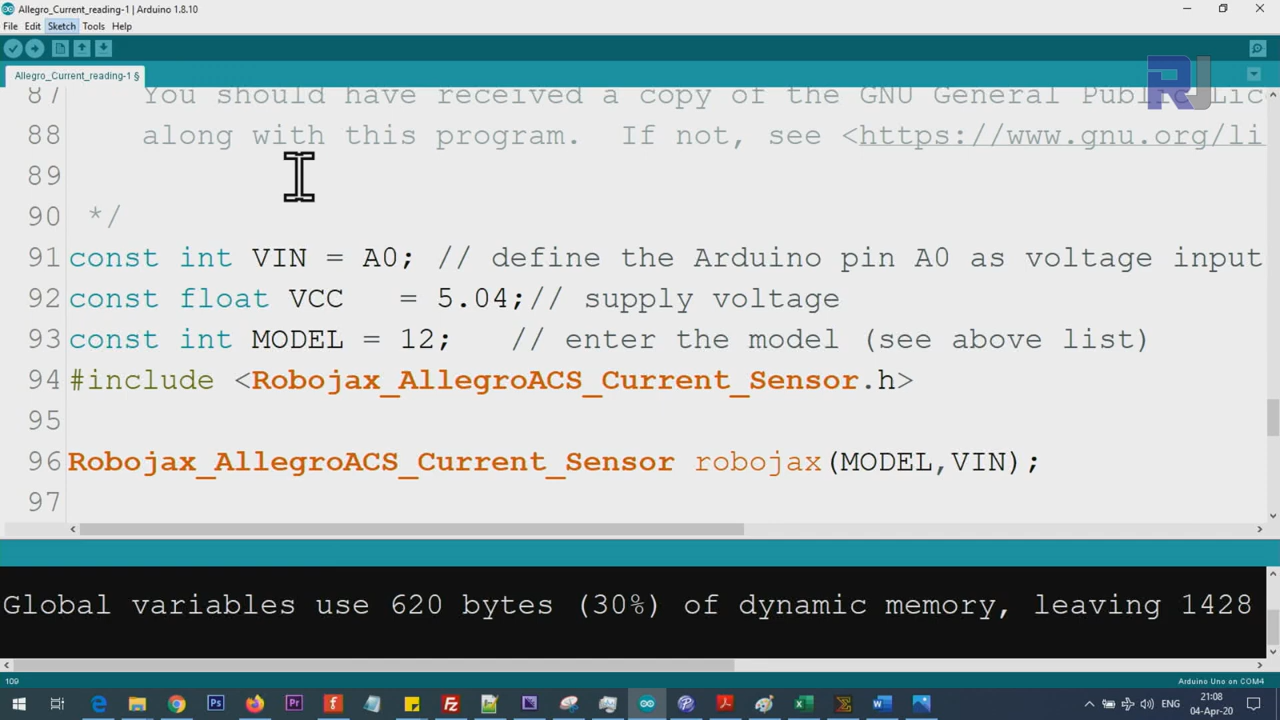 Allegro_Current_reading-1 | Arduino 1.8.10
File Edit Sketch Tools Help
Allegro_Current_reading-1 §
RJ
87 You should have received a copy of the GNU General Public Lic
88 along with this program. If not, see <https://www.gnu.org/li
89
90 */
91 const int VIN = A0; // define the Arduino pin A0 as voltage input
92 const float VCC = 5.04;// supply voltage
93 const int MODEL = 12; // enter the model (see above list)
94 #include <Robojax_AllegroACS_Current_Sensor.h>
95
96 Robojax_AllegroACS_Current_Sensor robojax(MODEL,VIN);
97
Global variables use 620 bytes (30%) of dynamic memory, leaving 1428
109 Arduino Uno on COM4
ENG 21:08
04-Apr-20